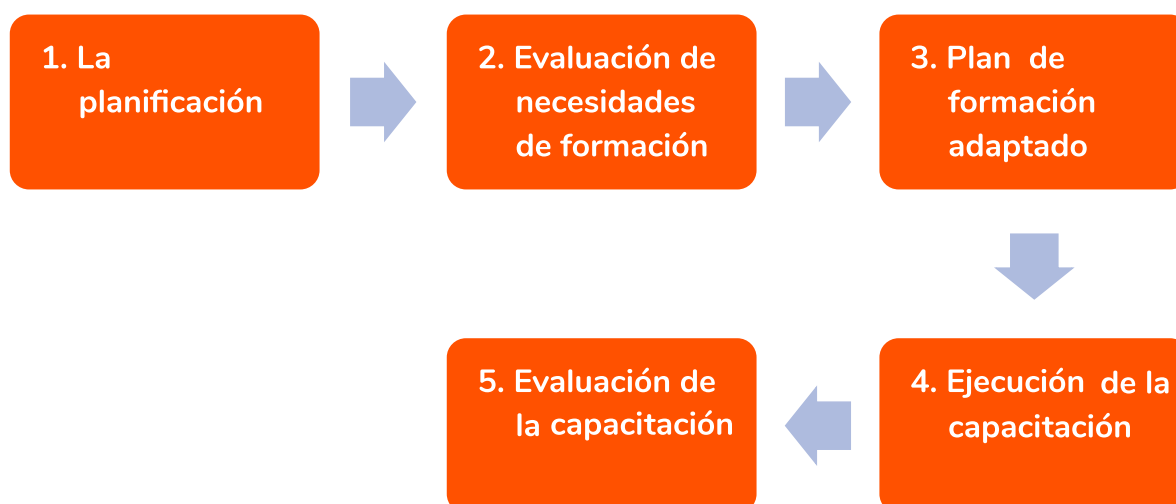 1. La
planificación
2. Evaluación de
necesidades
de formación
3. Plan de
formación
adaptado
4. Ejecución de la
capacitación
5. Evaluación de
la capacitación